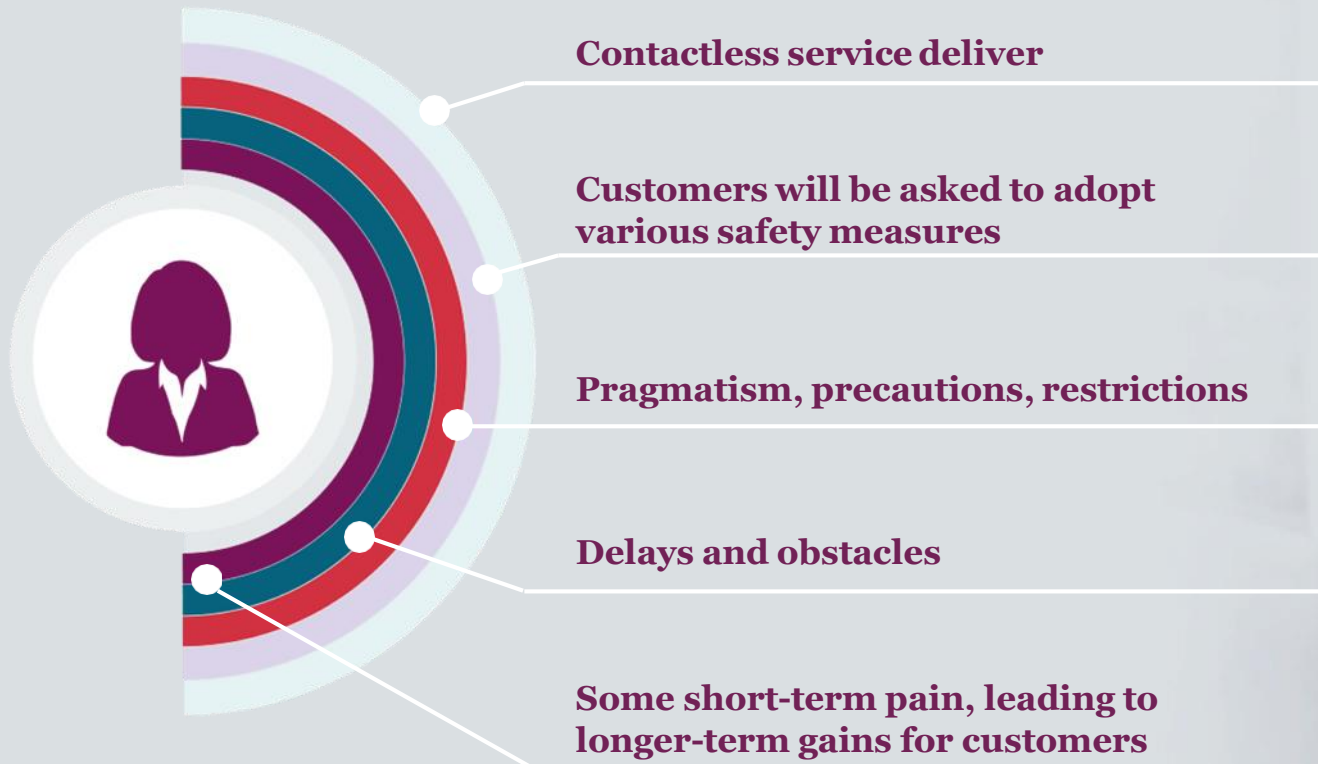 Contactless service deliver
Customers will be asked to adopt
various safety measures
Pragmatism, precautions, restrictions
Delays and obstacles
Some short-term pain, leading to
longer-term gains for customers